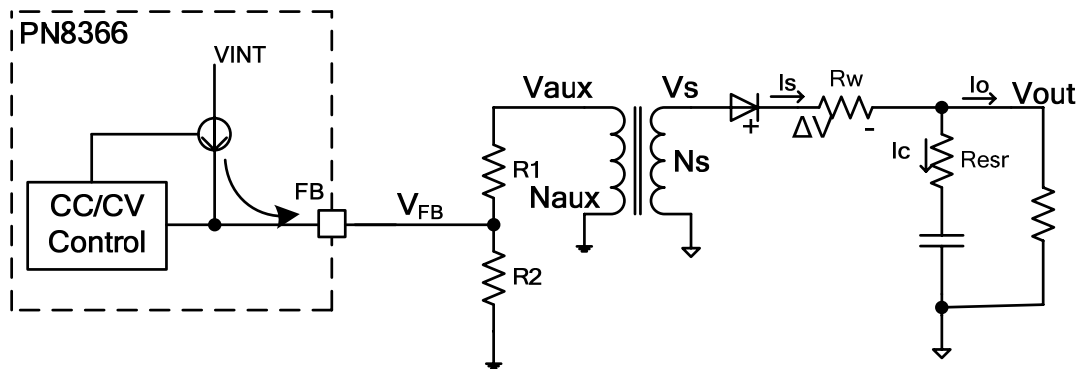 PN8366
VINT
CC/CV
Control
FB
VFB
R1
R2
Vaux
Naux
Vs
Ns
+
Is
Rw
ΔV
-
Io
Vout
Ic
Resr